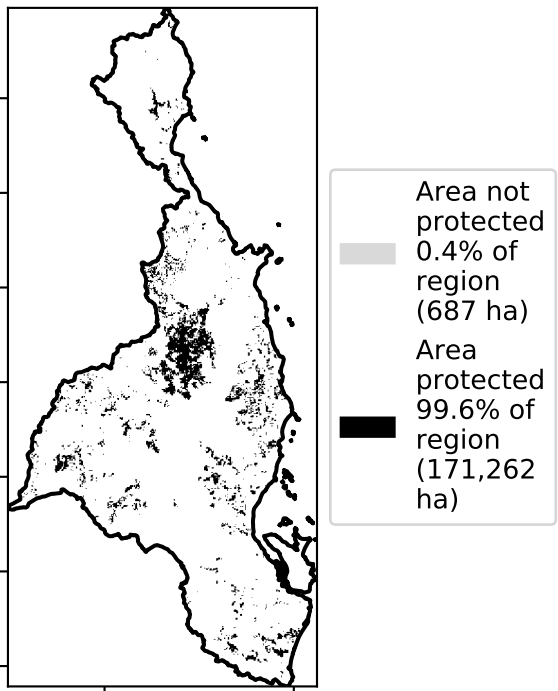 Area not
protected
0.4% of
region
(687 ha)
Area
protected
99.6% of
region
(171,262
ha)